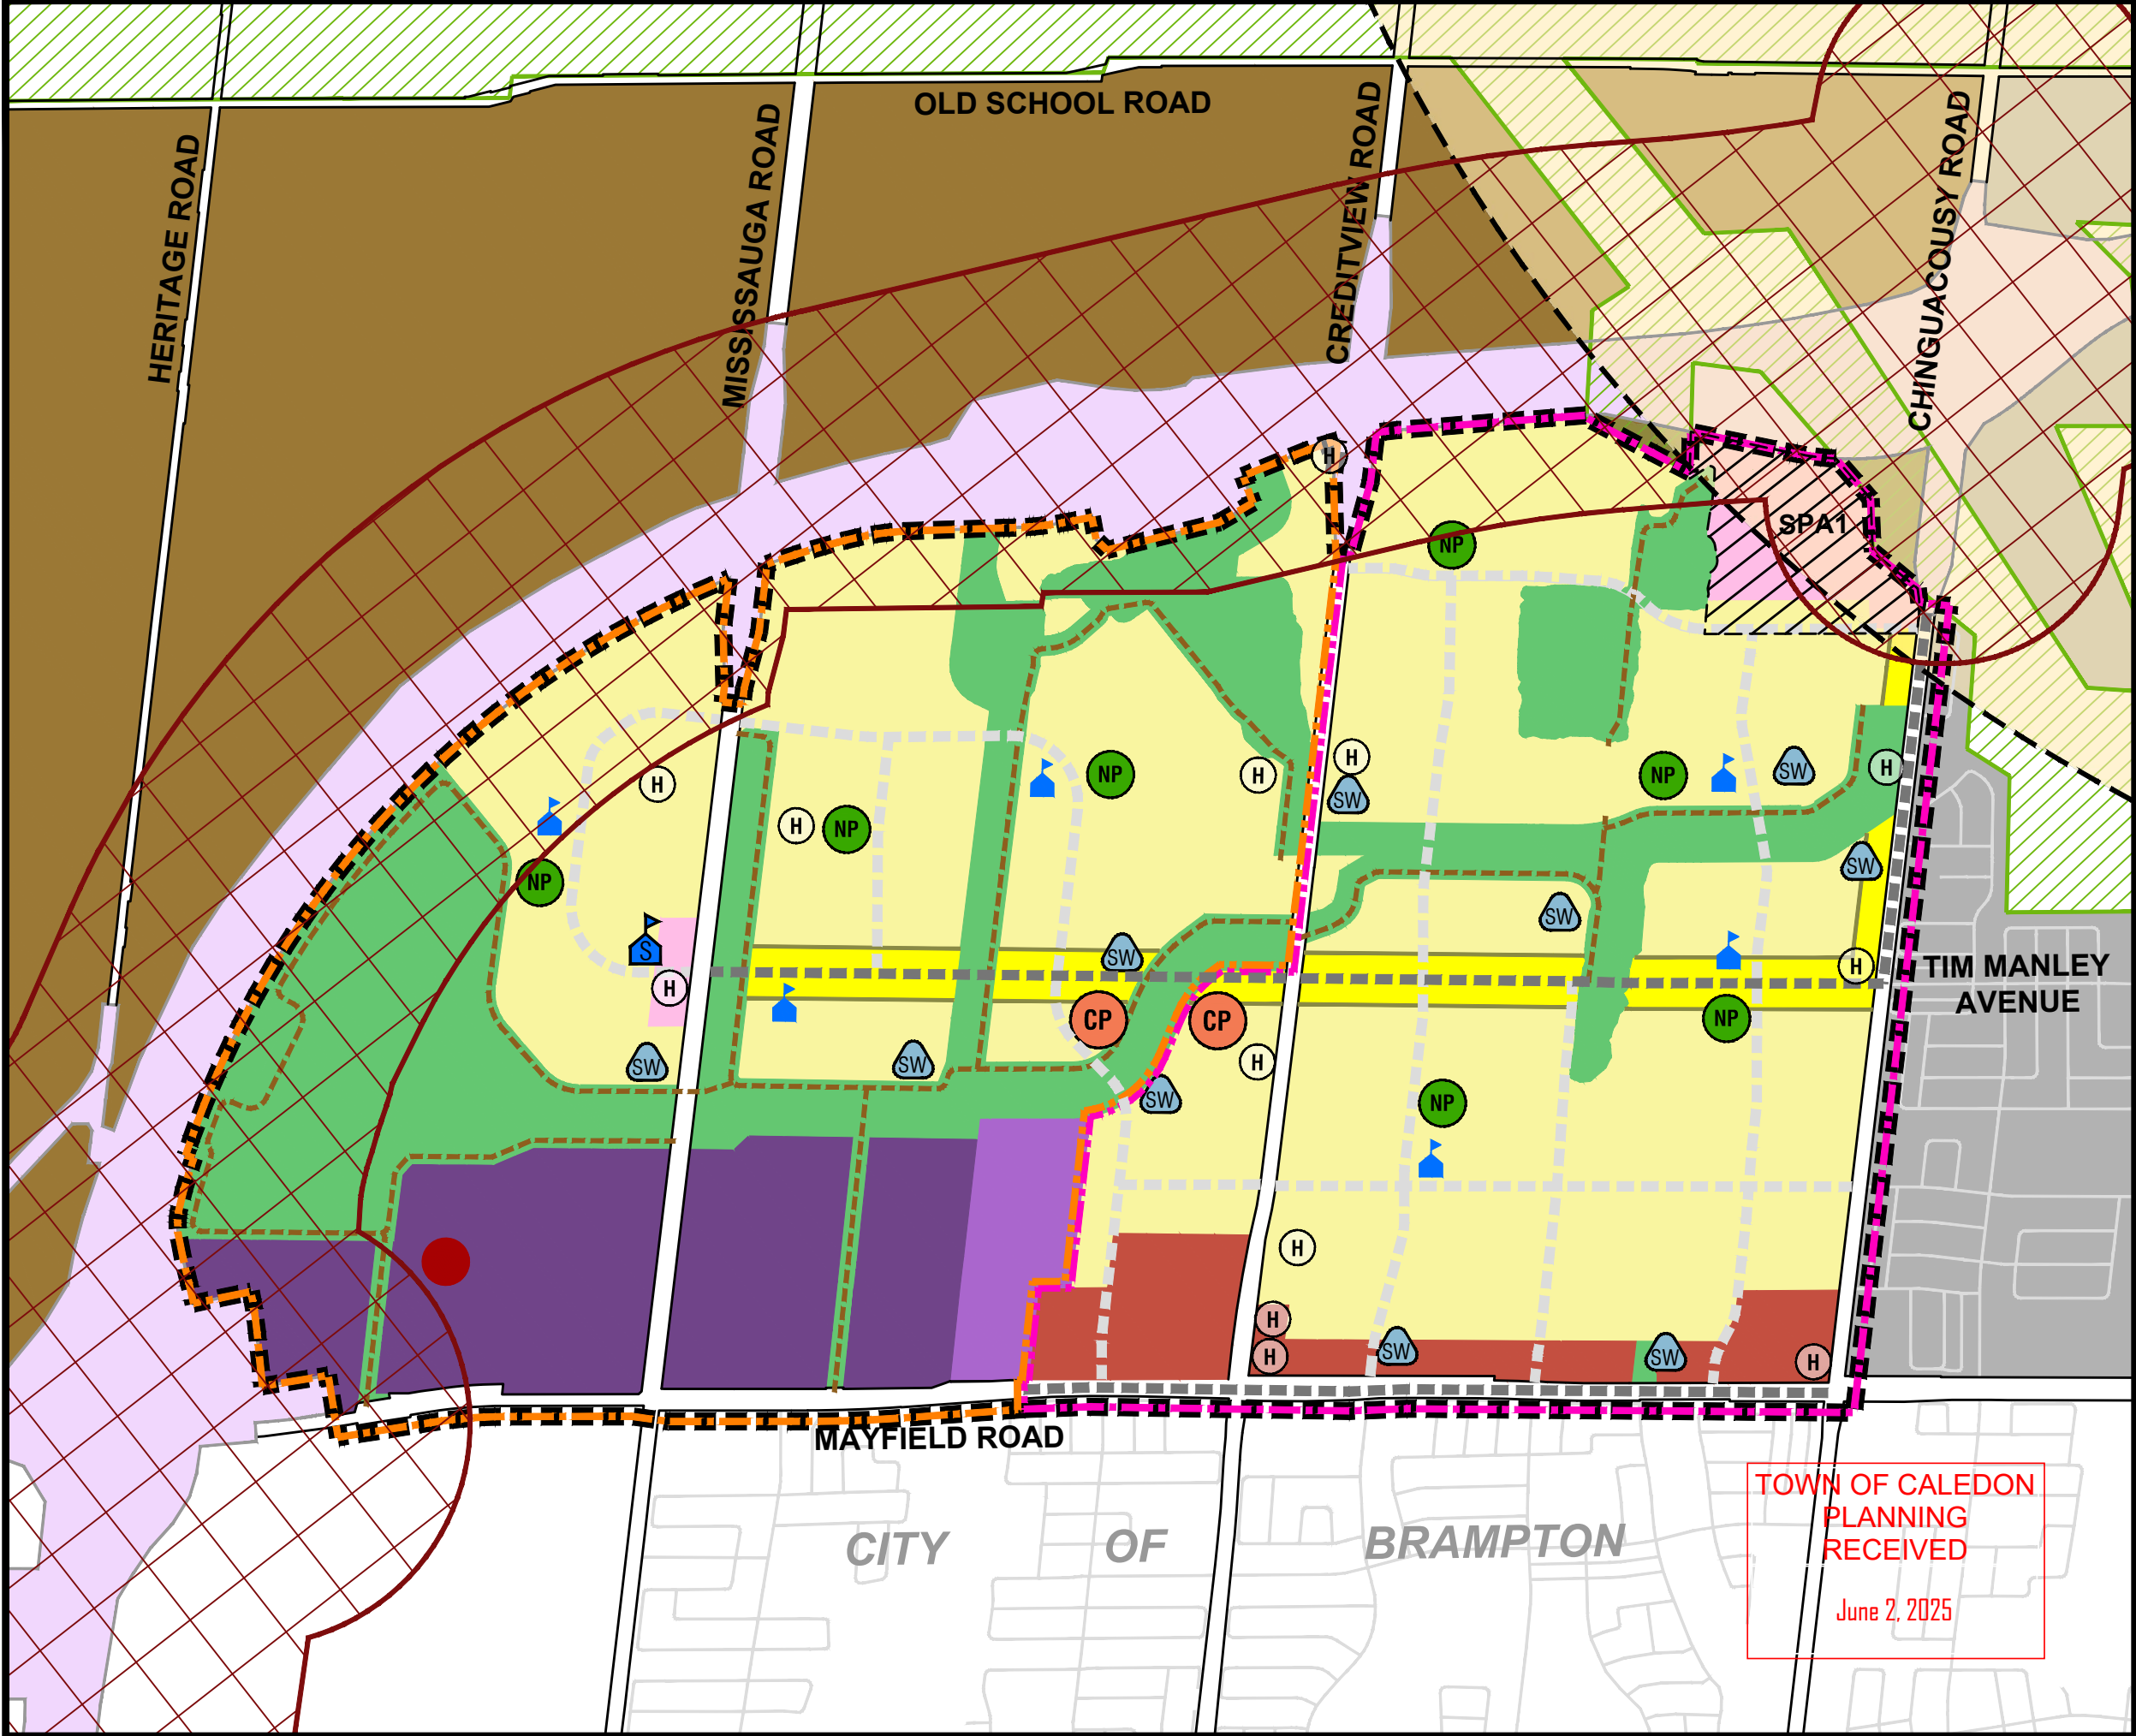 OLD SCHOOL ROAD
HERITAGE ROAD
MISSISSAUGA ROAD
CREDITVIEW ROAD
CHINGUACOUSY ROAD
H
SPA1
NP
H
H
H
NP
H
NP
SW
NP
SW
H
H
NP
SW
NP
SW
S
SW
H
H
TIM MANLEY
AVENUE
CP
CP
NP
SW
SW
H
SW
NP
H
H
H
SW
SW
H
MAYFIELD ROAD
CITY OF BRAMPTON
TOWN OF CALEDON
PLANNING
RECEIVED
June 2, 2025